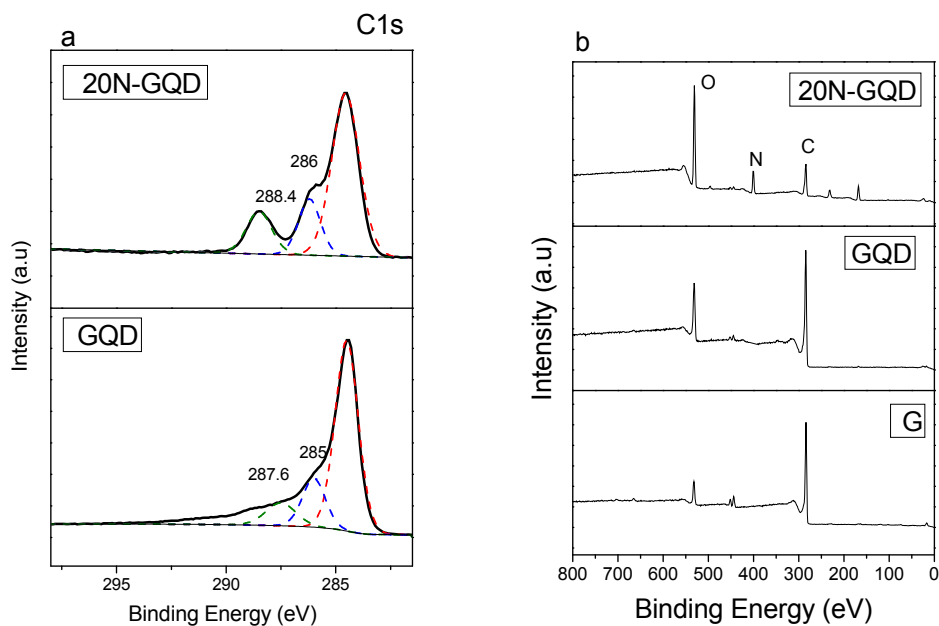 a
C1s
20N-GQD
286
288.4
GQD
285
287.6
Intensity (a.u)
295 290 285
Binding Energy (eV)
b
20N-GQD
O
N
C
GQD
G
Intensity (a.u)
800 700 600 500 400 300 200 100 0
Binding Energy (eV)